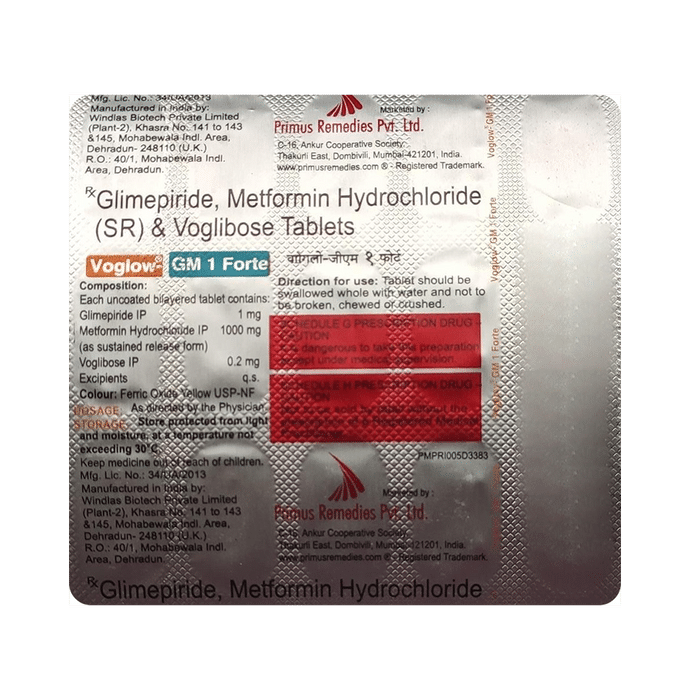 Mfg. Lic. No.: 34/UA/2013
Manufactured in India by:
Windlas Biotech Private Limited
(Plant-2), Khasra No. 141 to 143
&145, Mohabewala Indl. Area,
Dehradun- 248110 (U.K.)
R.O.: 40/1, Mohabewala Indl.
Area, Dehradun.
Marketed by :
Primus Remedies Pvt. Ltd.
C-16, Ankur Cooperative Society,
Thakurli East, Dombivili, Mumbai-421201, India.
www.primusremedies.com ® - Registered Trademark.
Rx Glimepiride, Metformin Hydrochloride
(SR) & Voglibose Tablets
Voglow- GM 1 Forte
वोग्लो-जीएम १ फोर्ट
Composition:
Each uncoated bilayered tablet contains:
Glimepiride IP 1 mg
Metformin Hydrochloride IP 1000 mg
(as sustained release form)
Voglibose IP 0.2 mg
Excipients q.s.
Colour: Ferric Oxide Yellow USP-NF
DOSAGE: As directed by the Physician
STORAGE: Store protected from light
and moisture, at a temperature not
exceeding 30°C
Keep medicine out of reach of children.
Mfg. Lic. No.: 34/UA/2013
Manufactured in India by:
Windlas Biotech Private Limited
(Plant-2), Khasra No. 141 to 143
&145, Mohabewala Indl. Area,
Dehradun- 248110 (U.K.)
R.O.: 40/1, Mohabewala Indl.
Area, Dehradun.
Direction for use: Tablet should be
swallowed whole with water and not to
be broken, chewed or crushed.
SCHEDULE G PRESCRIPTION DRUG -
CAUTION
It is dangerous to take this preparation
except under medical supervision.
SCHEDULE H PRESCRIPTION DRUG -
PMPRI005D3383
Marketed by :
Primus Remedies Pvt. Ltd.
C-16, Ankur Cooperative Society,
Thakurli East, Dombivili, Mumbai-421201, India.
www.primusremedies.com ® - Registered Trademark.
Rx Glimepiride, Metformin Hydrochloride
Voglow- GM 1 Forte
GM 1 Forte